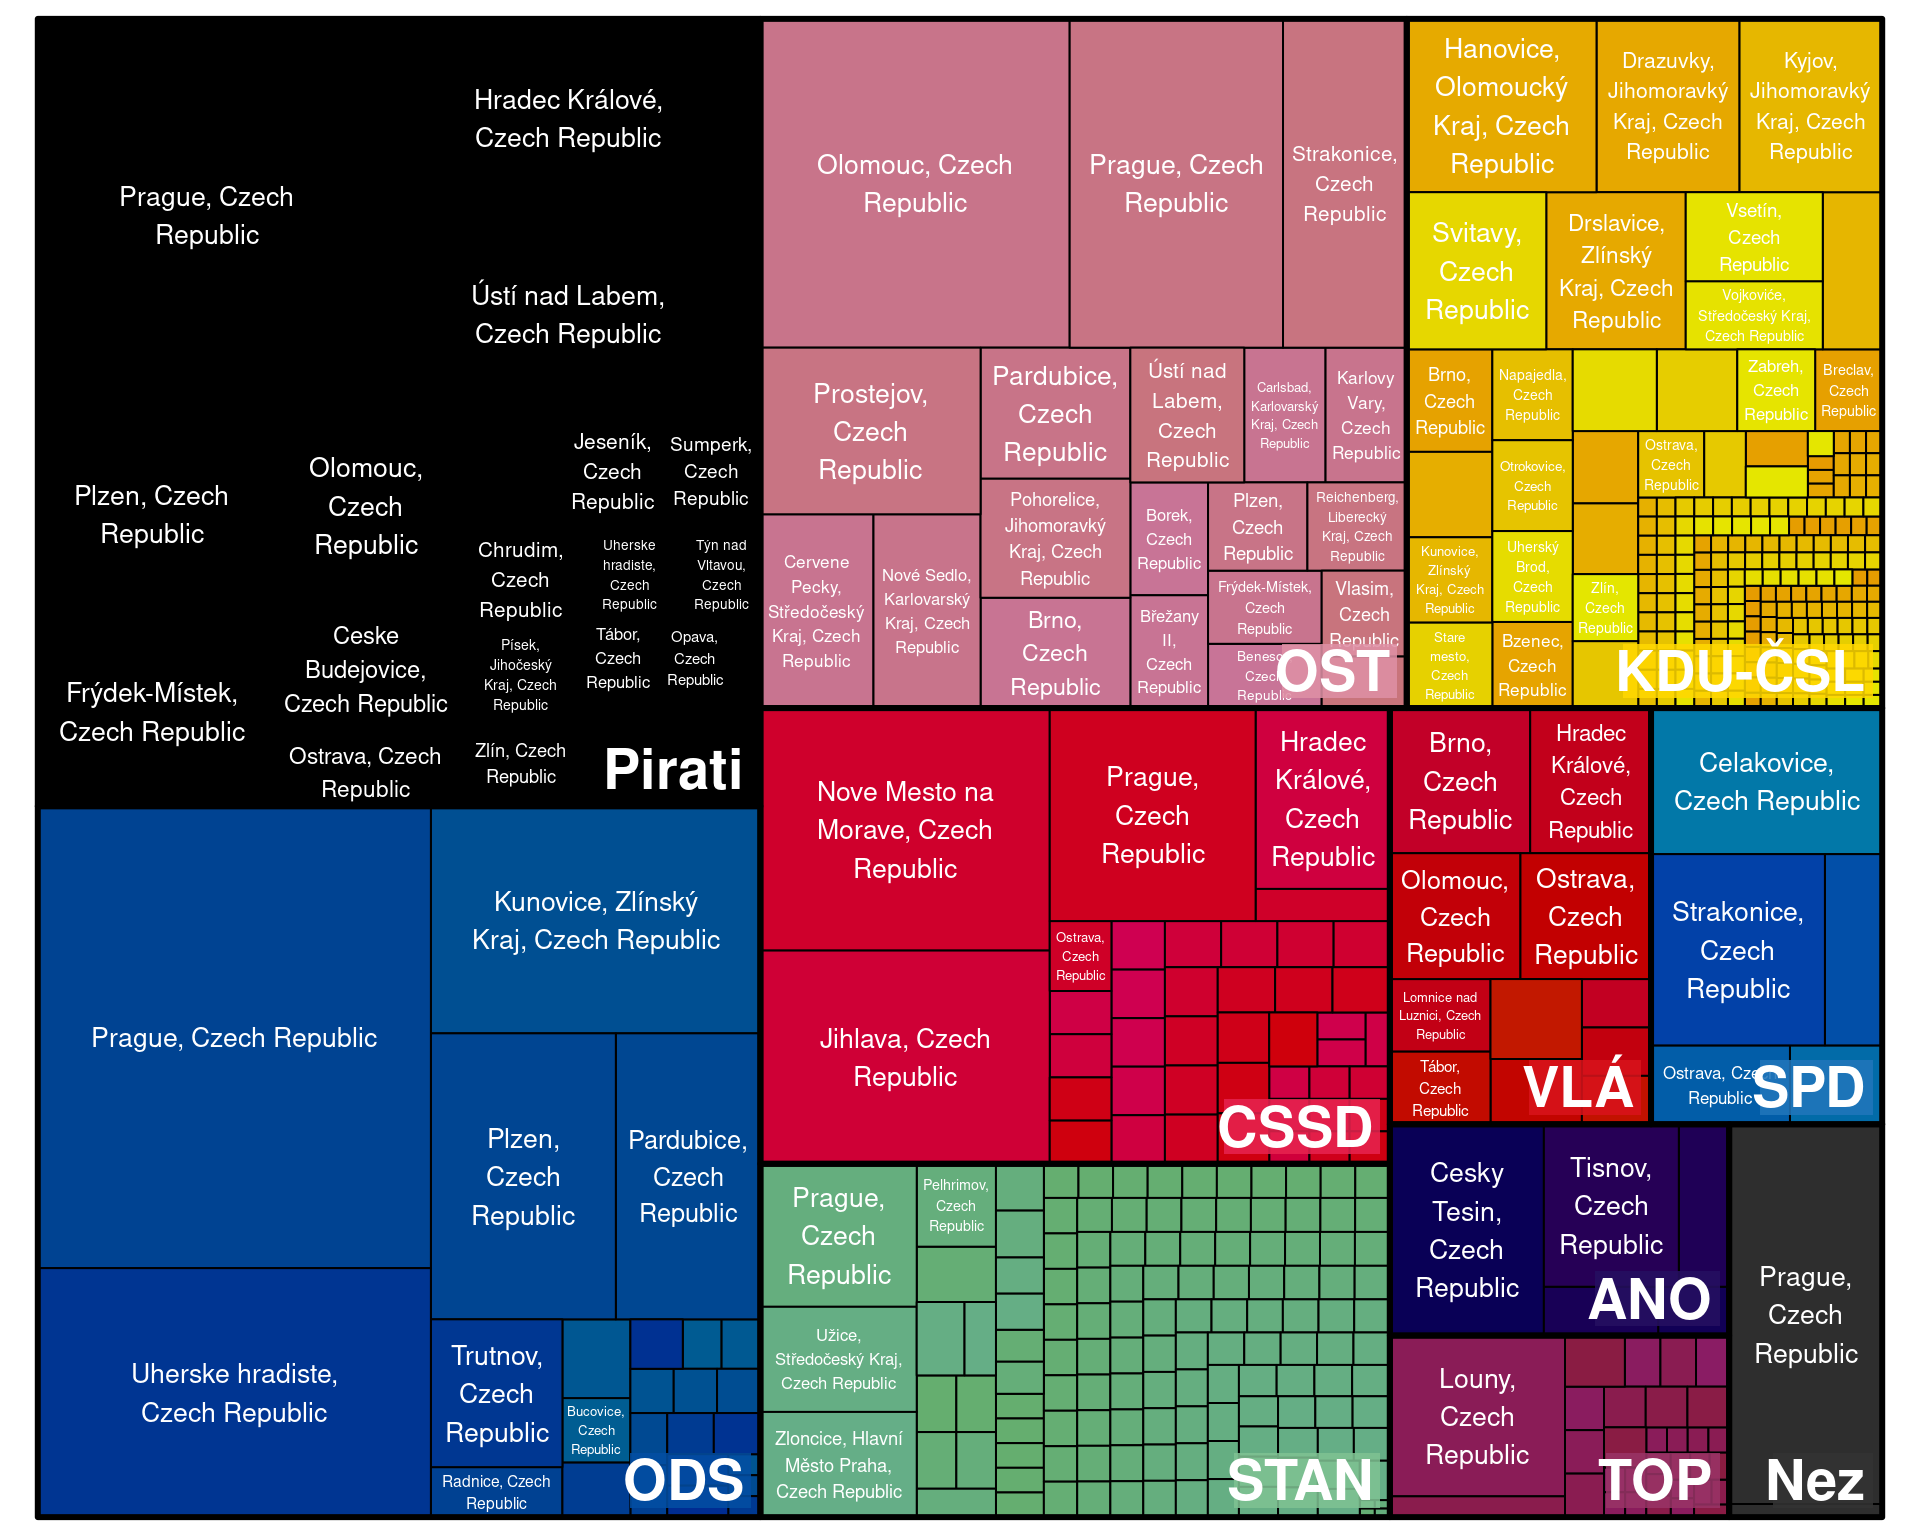 Prague, Czech
Republic
Hradec Králové,
Czech Republic
Ústí nad Labem,
Czech Republic
Plzen, Czech
Republic
Olomouc,
Czech
Republic
Jeseník,
Czech
Republic
Sumperk,
Czech
Republic
Chrudim,
Czech
Republic
Uherske
hradiste,
Czech
Republic
Týn nad
Vltavou,
Czech
Republic
Frýdek-Místek,
Czech Republic
Ceske
Budejovice,
Czech Republic
Písek,
Jihočeský
Kraj, Czech
Republic
Tábor,
Czech
Republic
Opava,
Czech
Republic
Ostrava, Czech
Republic
Zlín, Czech
Republic
Pirati
Prague, Czech Republic
Kunovice, Zlínský
Kraj, Czech Republic
Plzen,
Czech
Republic
Pardubice,
Czech
Republic
Uherske hradiste,
Czech Republic
Trutnov,
Czech
Republic
Bucovice,
Czech
Republic
Radnice, Czech
Republic
ODS
Olomouc, Czech
Republic
Prague, Czech
Republic
Strakonice,
Czech
Republic
Prostejov,
Czech
Republic
Pardubice,
Czech
Republic
Ústí nad
Labem,
Czech
Republic
Carlsbad,
Karlovarský
Kraj, Czech
Republic
Karlovy
Vary,
Czech
Republic
Cervene
Pecky,
Středočeský
Kraj, Czech
Republic
Nové Sedlo,
Karlovarský
Kraj, Czech
Republic
Pohorelice,
Jihomoravký
Kraj, Czech
Republic
Brno,
Czech
Republic
Borek,
Czech
Republic
Plzen,
Czech
Republic
Reichenberg,
Liberecký
Kraj, Czech
Republic
Břežany
II,
Czech
Republic
Frýdek-Místek,
Czech
Republic
Vlasim,
Czech
Republic
Benesov,
Czech
Republic
OST
Hanovice,
Olomoucký
Kraj, Czech
Republic
Drazuvky,
Jihomoravký
Kraj, Czech
Republic
Kyjov,
Jihomoravký
Kraj, Czech
Republic
Svitavy,
Czech
Republic
Drslavice,
Zlínský
Kraj, Czech
Republic
Vsetín,
Czech
Republic
Vojkoviće,
Středočeský Kraj,
Czech Republic
Brno,
Czech
Republic
Napajedla,
Czech
Republic
Zabreh,
Czech
Republic
Breclav,
Czech
Republic
Otrokovice,
Czech
Republic
Ostrava,
Czech
Republic
Kunovice,
Zlínský
Kraj, Czech
Republic
Uherský
Brod,
Czech
Republic
Zlín,
Czech
Republic
Stare
mesto,
Czech
Republic
Bzenec,
Czech
Republic
KDU-ČSL
Nove Mesto na
Morave, Czech
Republic
Prague,
Czech
Republic
Hradec
Králové,
Czech
Republic
Jihlava, Czech
Republic
Ostrava,
Czech
Republic
CSSD
Brno,
Czech
Republic
Hradec
Králové,
Czech
Republic
Olomouc,
Czech
Republic
Ostrava,
Czech
Republic
Lomnice nad
Luznici, Czech
Republic
Tábor,
Czech
Republic
VLÁ
Celakovice,
Czech Republic
Strakonice,
Czech
Republic
Ostrava, Czech
Republic
SPD
Prague,
Czech
Republic
Pelhrimov,
Czech
Republic
Užice,
Středočeský Kraj,
Czech Republic
Zloncice, Hlavní
Město Praha,
Czech Republic
STAN
Cesky
Tesin,
Czech
Republic
Tisnov,
Czech
Republic
ANO
Louny,
Czech
Republic
TOP
Prague,
Czech
Republic
Nez